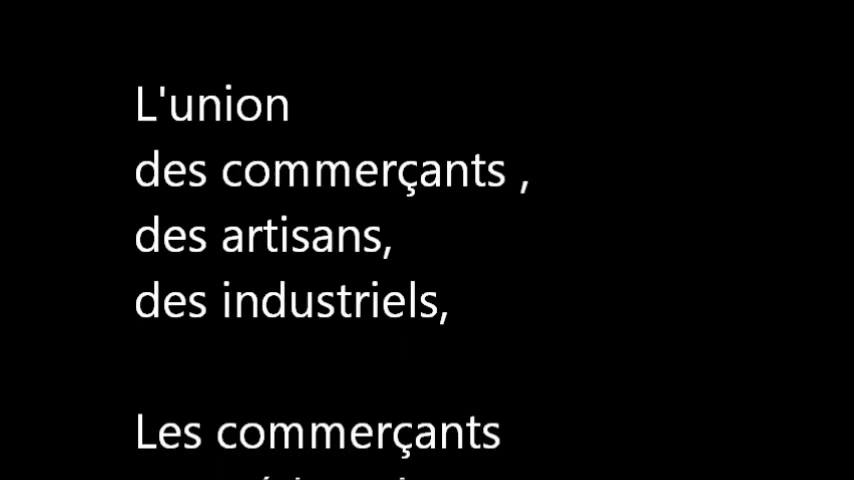 L'union
des commerçants ,
des artisans,
des industriels,
Les commerçants